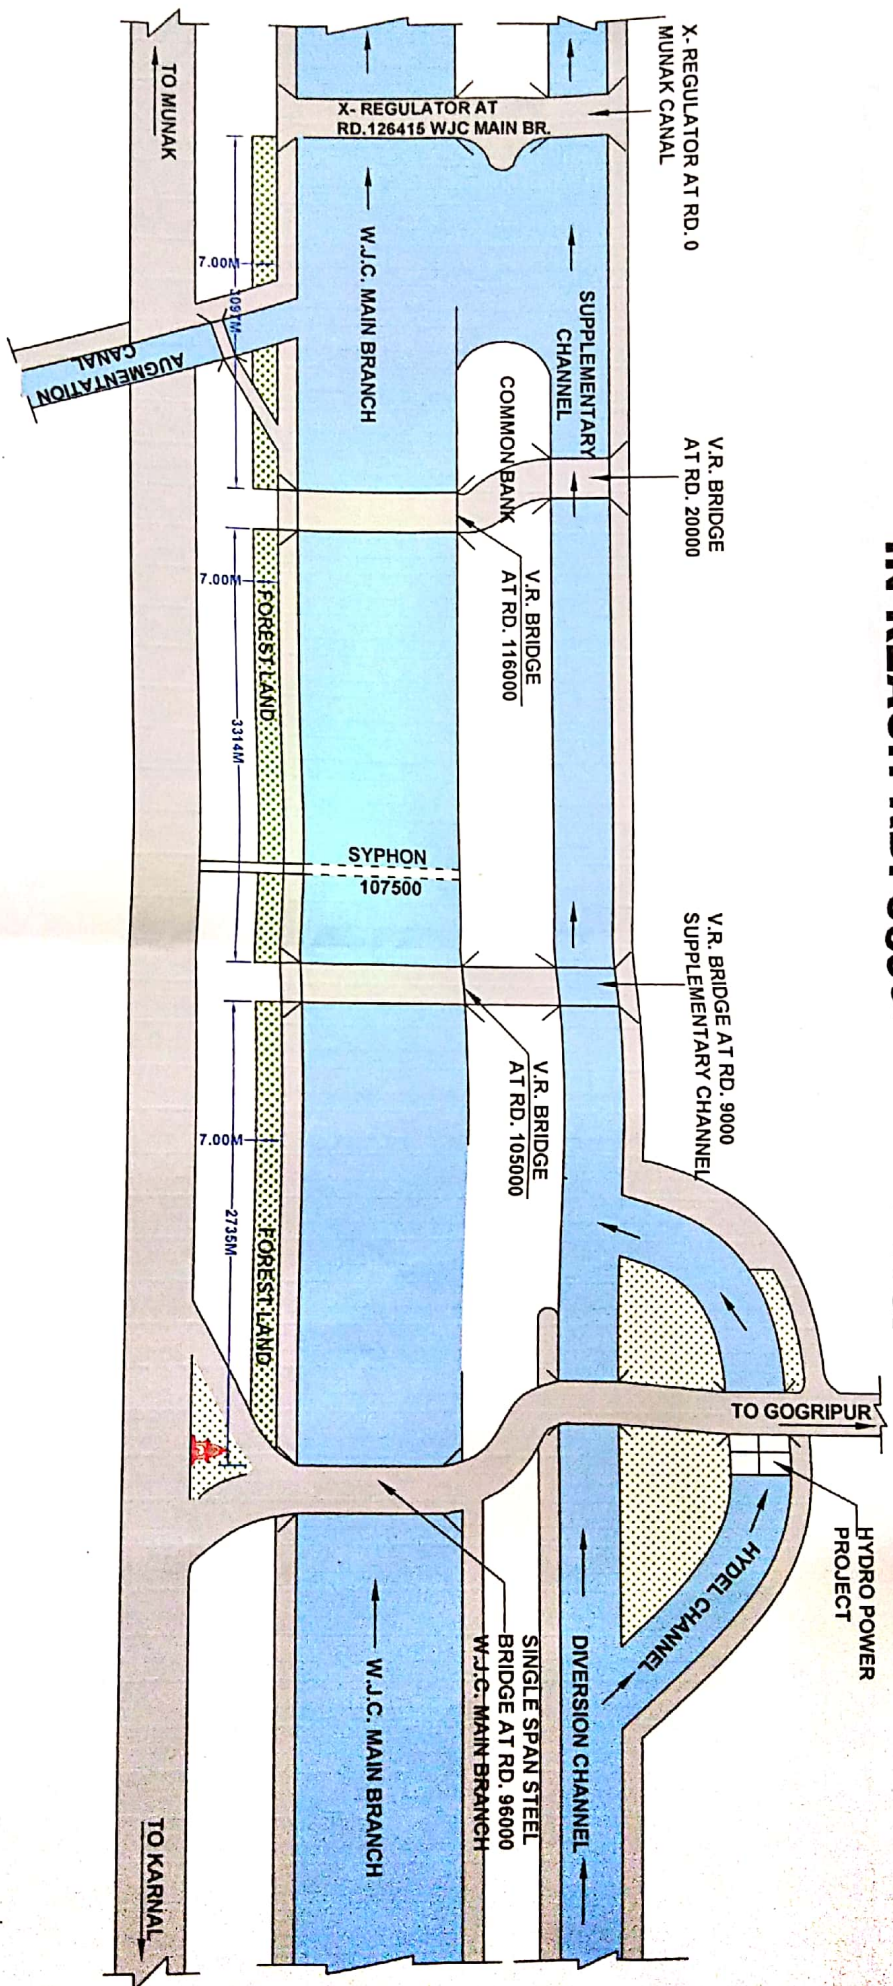 X- REGULATOR AT RD. 0
MUNAK CANAL
V.R. BRIDGE
AT RD. 20000
V.R. BRIDGE AT RD. 9000
SUPPLEMENTARY CHANNEL
HYDRO POWER
PROJECT
TO GOGRIPUR
HYDEL CHANNEL
X- REGULATOR AT
RD.126415 WJC MAIN BR.
SUPPLEMENTARY
CHANNEL
COMMON BANK
V.R. BRIDGE
AT RD. 116000
V.R. BRIDGE
AT RD. 105000
SINGLE SPAN STEEL
BRIDGE AT RD. 96000
W.J.C. MAIN BRANCH
DIVERSION CHANNEL
W.J.C. MAIN BRANCH
SYPHON
107500
W.J.C. MAIN BRANCH
7.00M
3097M
7.00M
FOREST LAND
3314M
7.00M
2735M
FOREST LAND
AUGMENTATION
CANAL
TO MUNAK
TO KARNAL